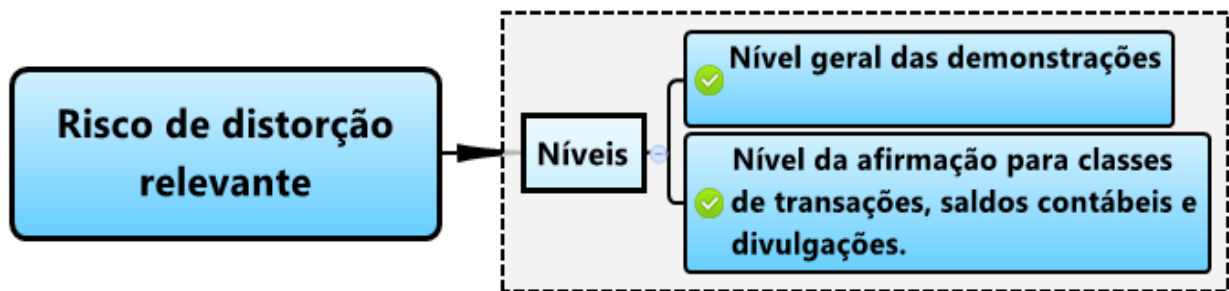 Risco de distorção
relevante
Níveis
Nível geral das demonstrações
Nível da afirmação para classes
de transações, saldos contábeis e
divulgações.